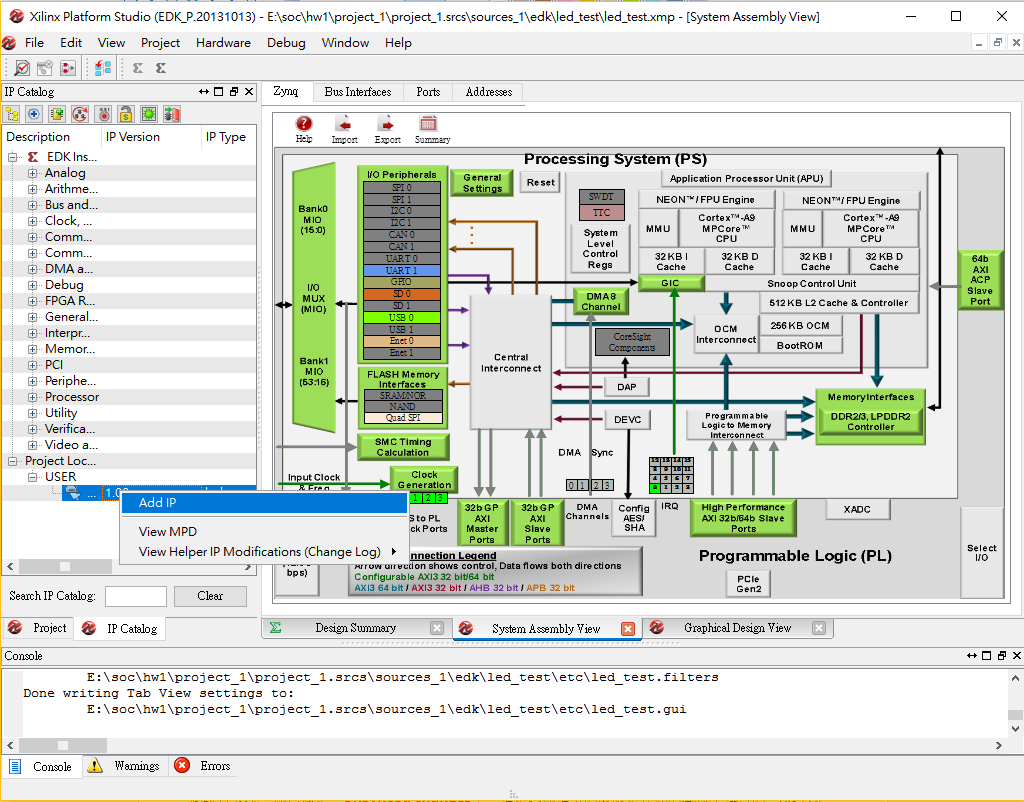 Xilinx Platform Studio (EDK_P.20131013) - E:\soc\hw1\project_1\project_1.srcs\sources_1\edk\led_test\led_test.xmp - [System Assembly View]
File Edit View Project Hardware Debug Window Help
IP Catalog
Description IP Version IP Type
EDK Ins...
Analog
Arithme...
Bus and...
Clock, ...
Comm...
Comm...
DMA a...
Debug
FPGA R...
General...
Interpr...
Memor...
PCI
Periphe...
Processor
Utility
Verifica...
Video a...
Project Loc...
USER
... 1.00
Add IP
View MPD
View Helper IP Modifications (Change Log)
Search IP Catalog:
Clear
Project IP Catalog
Zynq Bus Interfaces Ports Addresses
Help Import Export Summary
Processing System (PS)
Bank0
MIO
(15:0)
I/O
MUX
(MIO)
Bank1
MIO
(53:16)
I/O Peripherals
SPI 0
SPI 1
I2C 0
I2C 1
CAN 0
CAN 1
UART 0
UART 1
GPIO
SD 0
SD 1
USB 0
USB 1
Enet 0
Enet 1
FLASH Memory
Interfaces
SRAM/NOR
NAND
Quad SPI
SMC Timing
Calculation
Input Clock
& Freq
Clock
Generation
1 2 3
General
Settings
Reset
Application Processor Unit (APU)
SWDT
TTC
System
Level
Control
Regs
NEON™/ FPU Engine
MMU
Cortex™-A9
MPCore™
CPU
32 KB I
Cache
32 KB D
Cache
NEON™/ FPU Engine
MMU
Cortex™-A9
MPCore™
CPU
32 KB I
Cache
32 KB D
Cache
GIC
Snoop Control Unit
512 KB L2 Cache & Controller
DMA8
Channel
OCM
Interconnect
256 KB OCM
BootROM
CoreSight
Components
Central
Interconnect
DAP
DEVC
Programmable
Logic to Memory
Interconnect
Memory Interfaces
DDR2/3, LPDDR2
Controller
64b
AXI
ACP
Slave
Port
DMA Sync
0 1 2 3
DMA
Channels
IRQ
32b GP
AXI
Master
Ports
32b GP
AXI
Slave
Ports
Config
AES/
SHA
High Performance
AXI 32b/64b Slave
Ports
XADC
S to PL
ck Ports
Programmable Logic (PL)
PCIe
Gen2
Select
I/O
bps)
nnection Legend
Arrow direction shows control, Data flows both directions
Configurable AXI3 32 bit/64 bit
AXI3 64 bit / AXI3 32 bit / AHB 32 bit / APB 32 bit
Design Summary System Assembly View Graphical Design View
Console
E:\soc\hw1\project_1\project_1.srcs\sources_1\edk\led_test\etc\led_test.filters
Done writing Tab View settings to:
E:\soc\hw1\project_1\project_1.srcs\sources_1\edk\led_test\etc\led_test.gui
Console Warnings Errors